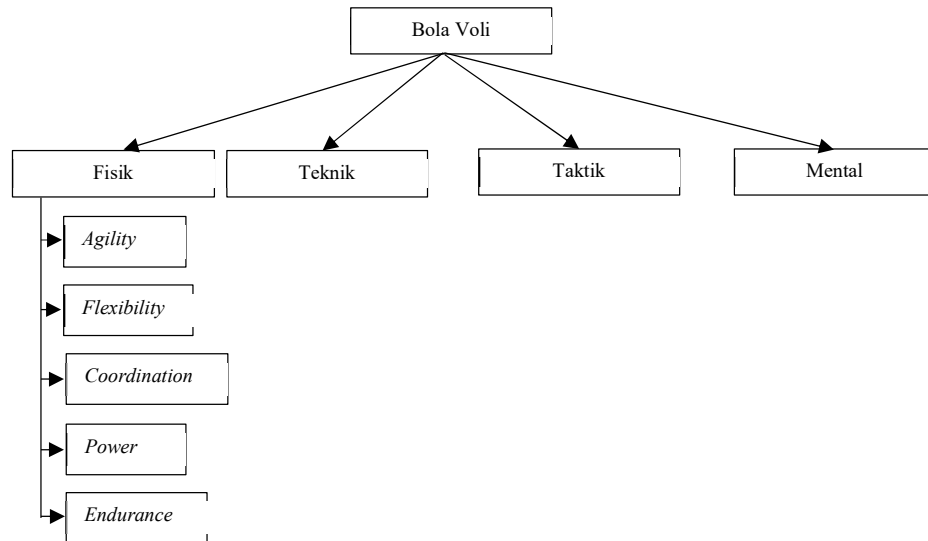 Bola Voli
Fisik
Teknik
Taktik
Mental
Agility
Flexibility
Coordination
Power
Endurance